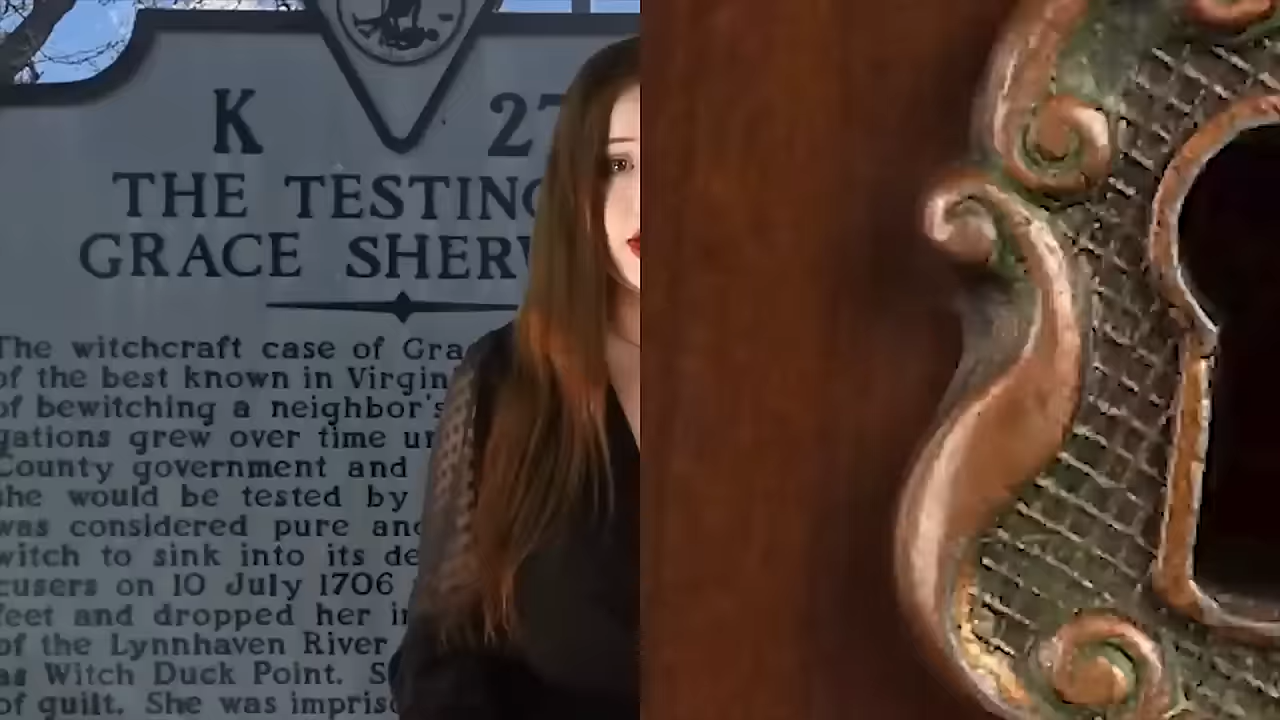 K 27
THE TESTING
GRACE SHERW
The witchcraft case of Gra
of the best known in Virgin
of bewitching a neighbor's
gations grew over time un
County government and
she would be tested by
was considered pure and
witch to sink into its de
cusers on 10 July 1706
feet and dropped her in
of the Lynnhaven River
as Witch Duck Point. S
of guilt. She was impriso